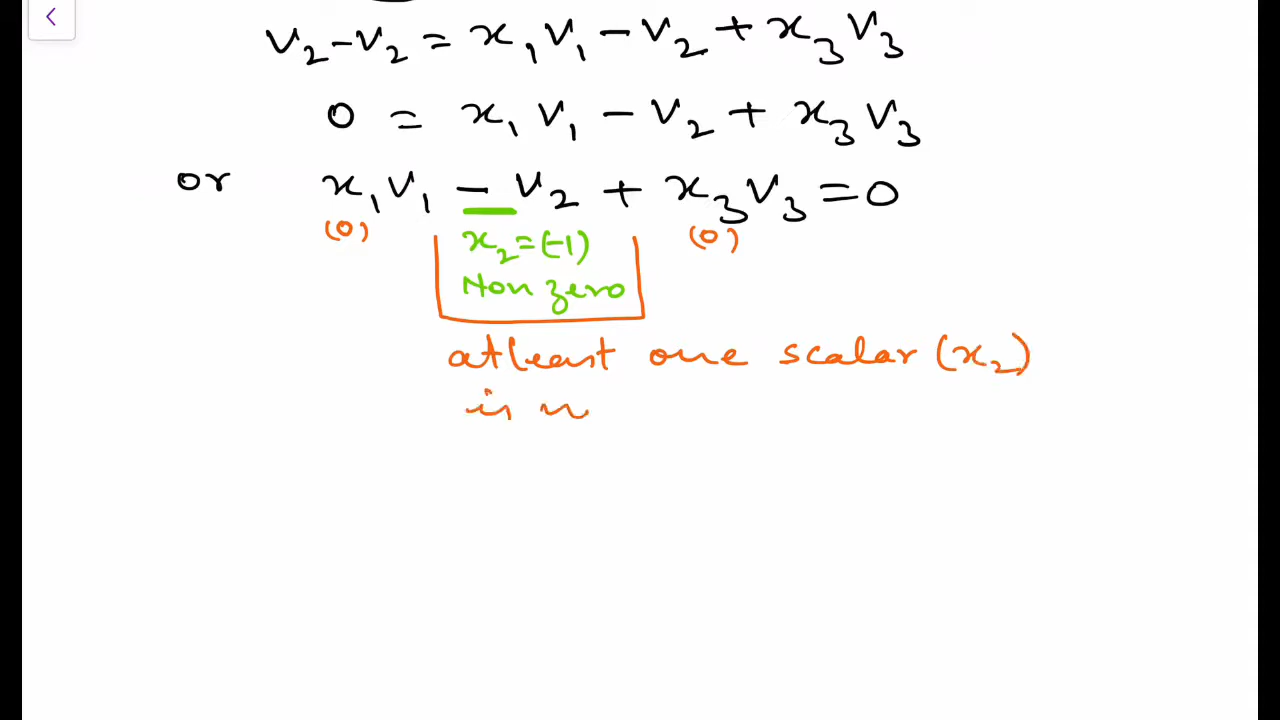 V₂-V₂ = x₁V₁ - V₂ + x₃V₃
0 = x₁V₁ - V₂ + x₃V₃
or x₁V₁ - V₂ + x₃V₃ = 0
(0) x₂=(-1) (0)
Non zero
atleast one scalar (x₂)
is n